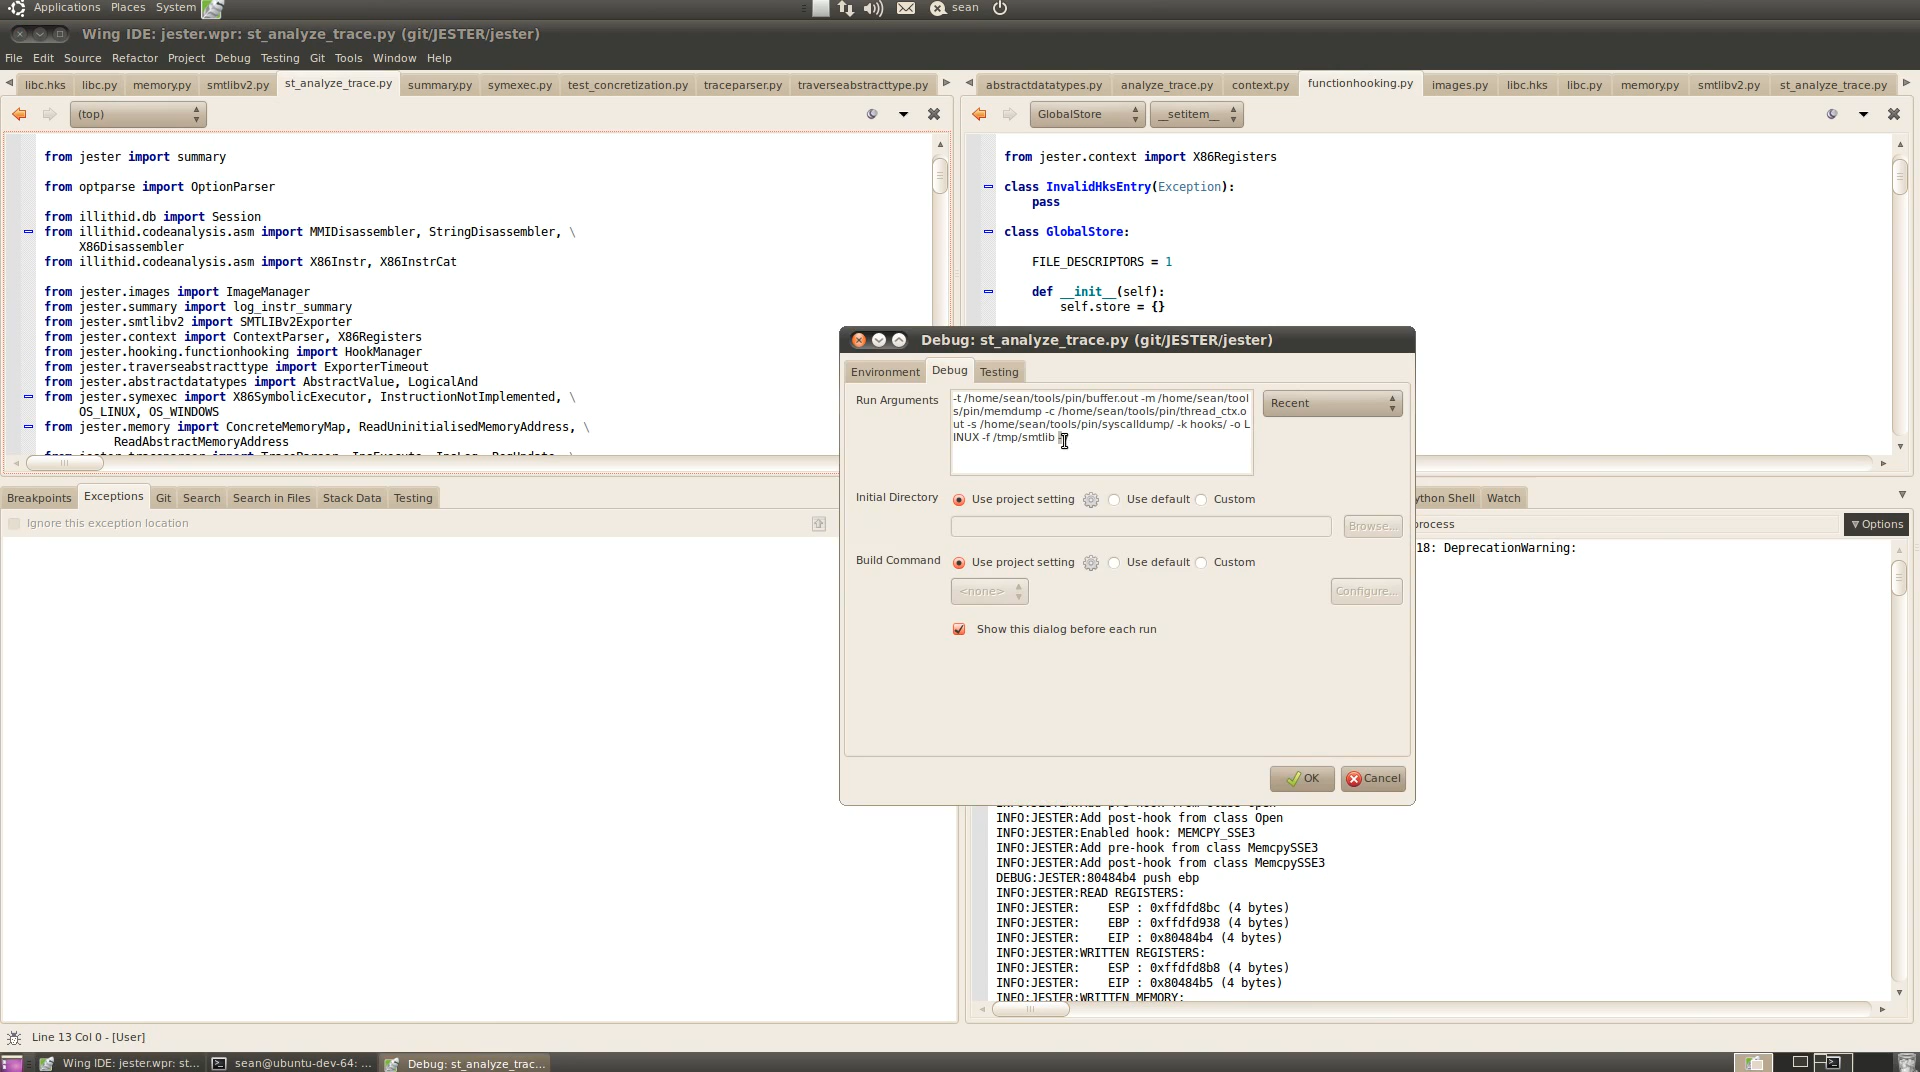 Applications Places System
sean
Wing IDE: jester.wpr: st_analyze_trace.py (git/JESTER/jester)
File Edit Source Refactor Project Debug Testing Git Tools Window Help
libc.hks libc.py memory.py smtlibv2.py st_analyze_trace.py summary.py symexec.py test_concretization.py traceparser.py traverseabstracttype.py
(top)
from jester import summary
from optparse import OptionParser
from illithid.db import Session
from illithid.codeanalysis.asm import MMIDisassembler, StringDisassembler, \
X86Disassembler
from illithid.codeanalysis.asm import X86Instr, X86InstrCat
from jester.images import ImageManager
from jester.summary import log_instr_summary
from jester.smtlibv2 import SMTLIBv2Exporter
from jester.context import ContextParser, X86Registers
from jester.hooking.functionhooking import HookManager
from jester.traverseabstracttype import ExporterTimeout
from jester.abstractdatatypes import AbstractValue, LogicalAnd
from jester.symexec import X86SymbolicExecutor, InstructionNotImplemented, \
OS_LINUX, OS_WINDOWS
from jester.memory import ConcreteMemoryMap, ReadUninitialisedMemoryAddress, \
ReadAbstractMemoryAddress
from jester.traceparser import TraceParser, InsExecute, InsLog, RegUpdate, \
abstractdatatypes.py analyze_trace.py context.py functionhooking.py images.py libc.hks libc.py memory.py smtlibv2.py st_analyze_trace.py
GlobalStore __setitem__
from jester.context import X86Registers
class InvalidHksEntry(Exception):
pass
class GlobalStore:
FILE_DESCRIPTORS = 1
def __init__(self):
self.store = {}
Debug: st_analyze_trace.py (git/JESTER/jester)
Environment Debug Testing
Run Arguments
-t /home/sean/tools/pin/buffer.out -m /home/sean/tool
s/pin/memdump -c /home/sean/tools/pin/thread_ctx.o
ut -s /home/sean/tools/pin/syscalldump/ -k hooks/ -o L
INUX -f /tmp/smtlib
Recent
Initial Directory Use project setting Use default Custom
Browse...
Build Command Use project setting Use default Custom
<none> Configure...
Show this dialog before each run
OK Cancel
Breakpoints Exceptions Git Search Search in Files Stack Data Testing
Ignore this exception location
ython Shell Watch
rocess
Options
18: DeprecationWarning:
INFO:JESTER:Add pre-hook from class Open
INFO:JESTER:Add post-hook from class Open
INFO:JESTER:Enabled hook: MEMCPY_SSE3
INFO:JESTER:Add pre-hook from class MemcpySSE3
INFO:JESTER:Add post-hook from class MemcpySSE3
DEBUG:JESTER:80484b4 push ebp
INFO:JESTER:READ REGISTERS:
INFO:JESTER: ESP : 0xffdfd8bc (4 bytes)
INFO:JESTER: EBP : 0xffdfd938 (4 bytes)
INFO:JESTER: EIP : 0x80484b4 (4 bytes)
INFO:JESTER:WRITTEN REGISTERS:
INFO:JESTER: ESP : 0xffdfd8b8 (4 bytes)
INFO:JESTER: EIP : 0x80484b5 (4 bytes)
INFO:JESTER:WRITTEN MEMORY:
Line 13 Col 0 - [User]
Wing IDE: jester.wpr: st... sean@ubuntu-dev-64: ... Debug: st_analyze_trac...